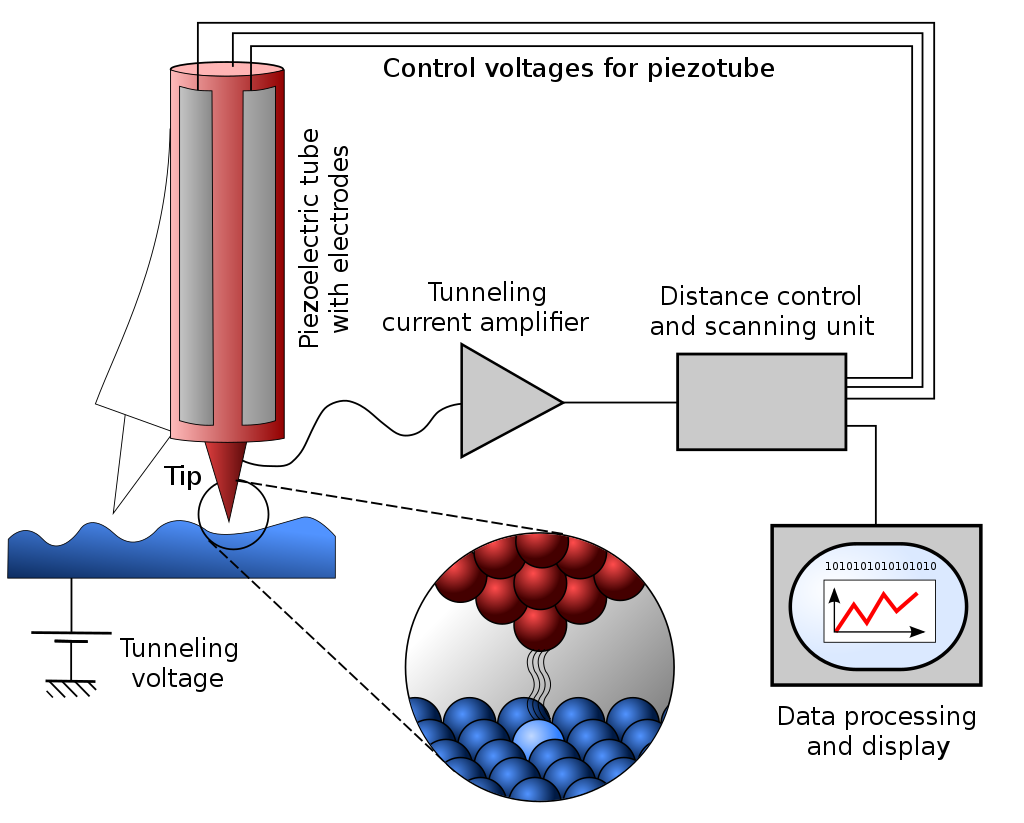 Control voltages for piezotube
Piezoelectric tube
with electrodes
Tunneling
current amplifier
Distance control
and scanning unit
Tip
Tunneling
voltage
1010101010101010
Data processing
and display